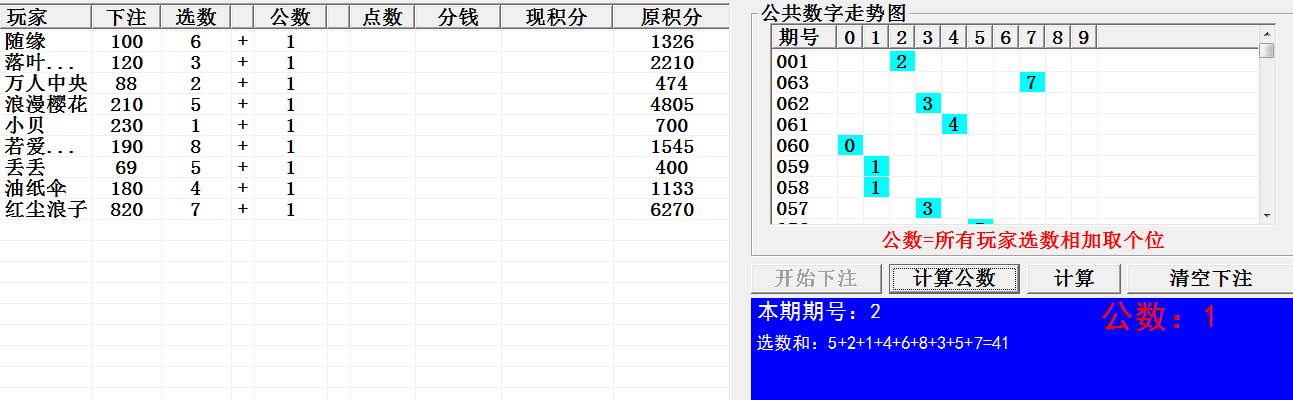 玩家 下注 选数 公数 点数 分钱 现积分 原积分
随缘 100 6 + 1 1326
落叶... 120 3 + 1 2210
万人中央 88 2 + 1 474
浪漫樱花 210 5 + 1 4805
小贝 230 1 + 1 700
若爱... 190 8 + 1 1545
丢丢 69 5 + 1 400
油纸伞 180 4 + 1 1133
红尘浪子 820 7 + 1 6270
公共数字走势图
期号 0 1 2 3 4 5 6 7 8 9
001 2
063 7
062 3
061 4
060 0
059 1
058 1
057 3
公数=所有玩家选数相加取个位
开始下注 计算公数 计算 清空下注
本期期号：2 公数：1
选数和：5+2+1+4+6+8+3+5+7=41